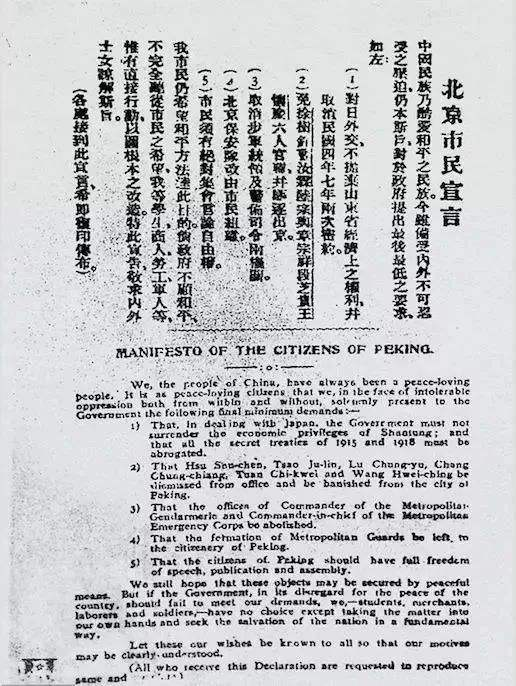 北京市民宣言
中國民族乃酷愛和平之民族。今雖備受內外不可忍
受之壓迫、仍本斯旨、對於政府提出最後最低之要求、
如左:
(1)對日外交、不拋棄山東省經濟上之權利、并
取消民國四年七年兩次密約。
(2)免徐樹錚曹汝霖陸宗輿章宗祥段芝貴王
懷慶六人官職、并驅逐出京。
(3)取消步軍統領及警備司令兩機關。
(4)北京保安隊改由市民組織。
(5)市民須有絕對集會言論自由權。
我市民仍希望和平方法達此目的。倘政府不顧和平、
不完全聽從市民之希望、我等學生商人勞工軍人等、
惟有直接行動、以圖根本之改造。特此宣告、敬求內外
士女諒解斯旨。
(各處接到此宣言、希即複印傳布。)
MANIFESTO OF THE CITIZENS OF PEKING.
—:o:—
We, the people of China, have always been a peace-loving
people. It is as peace-loving citizens that we, in the face of intolerable
oppression both from within and without, solemnly present to the
Government the following final minimum demands:—
1) That, in dealing with Japan, the Goverment must not
surrender the economic privileges of Shantung; and
that all the secret treaties of 1915 and 1918 must be
abrogated.
2) That Hsu Shu-chen, Tsao Ju-lin, Lu Chung-yu, Chang
Chung-chiang, Tuan Chi-kwei and Wang Hwei-ching be
dismissed from office and be banished from the city of
Peking.
3) That the offices of Commander of the Metropolitan
Gendarmerie and Commander-in-chief of the Metropolitan
Emergency Corps be abolished.
4) That the formation of Metropolitan Guards be left to
the citizenery of Peking.
5) That the citizens of Peking should have full freedom
of speech, publication and assembly.
We still hope that these objects may be secured by peaceful
means. But if the Government, in its disregard for the peace of the
country, should fail to meet our demands, we,—students, merchants,
laborers and soldiers,—have no choice except taking the matter into
our own hands and seek the salvation of the nation in a fundamental
way.
Let these our wishes be known to all so that our motives
may be clearly understood.
(All who receive this Declaration are requested to reproduce
same and